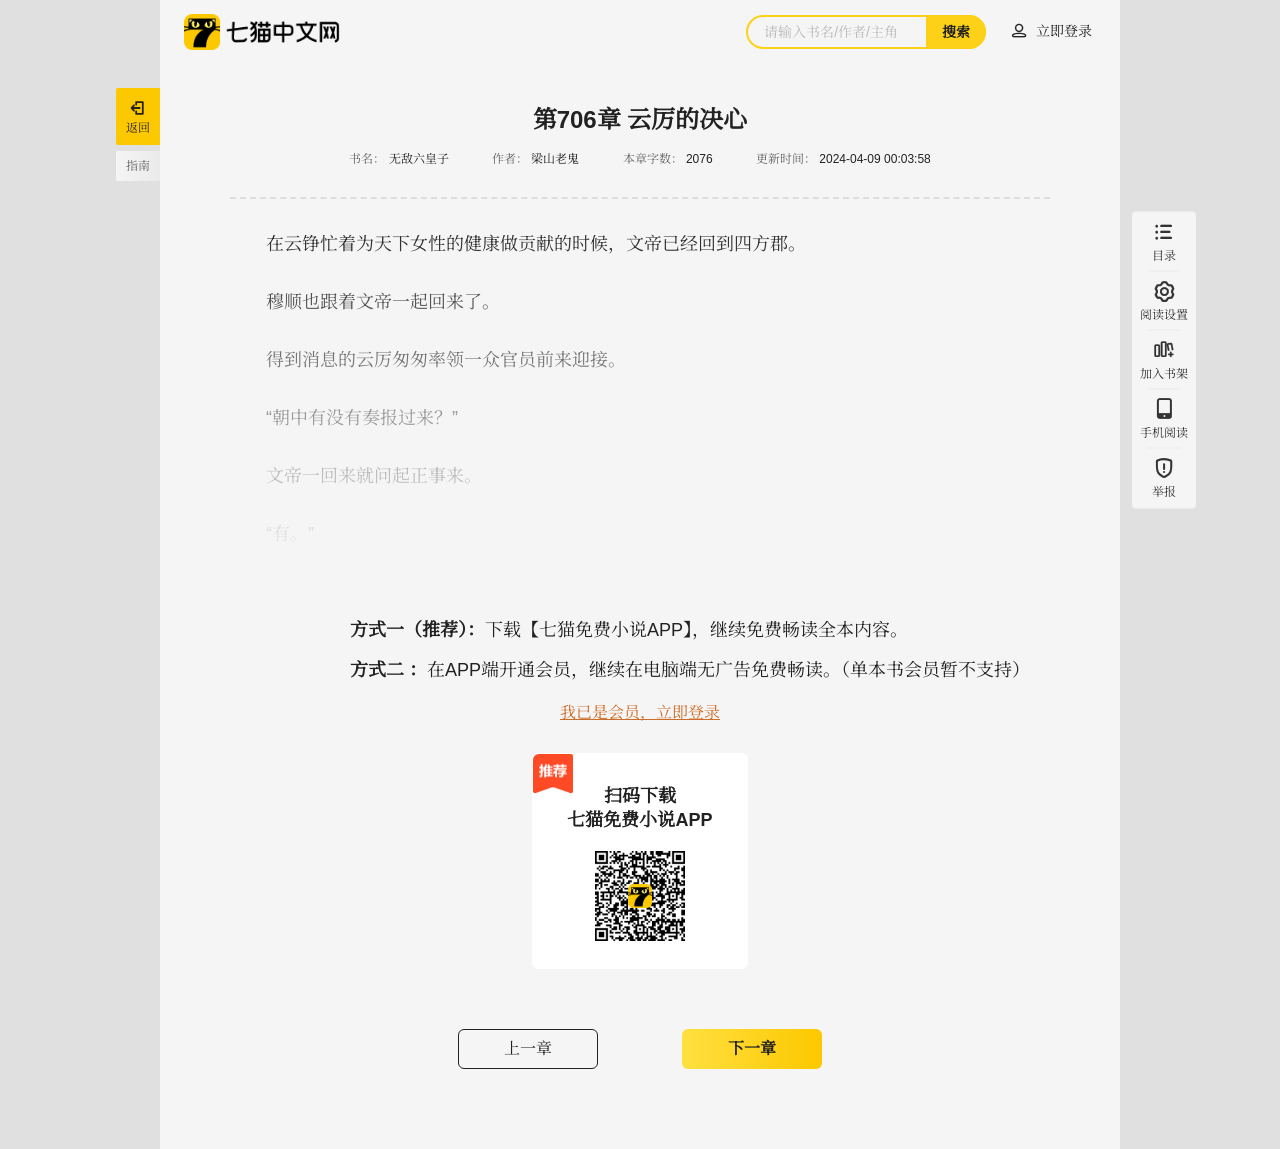 七猫中文网
请输入书名/作者/主角
搜索
立即登录
返回
指南
第706章 云厉的决心
书名： 无敌六皇子 作者： 梁山老鬼 本章字数： 2076 更新时间： 2024-04-09 00:03:58
在云铮忙着为天下女性的健康做贡献的时候，文帝已经回到四方郡。
穆顺也跟着文帝一起回来了。
得到消息的云厉匆匆率领一众官员前来迎接。
“朝中有没有奏报过来？”
文帝一回来就问起正事来。
“有。”
目录
阅读设置
加入书架
手机阅读
举报
方式一（推荐）：下载【七猫免费小说APP】，继续免费畅读全本内容。
方式二 ：在APP端开通会员，继续在电脑端无广告免费畅读。（单本书会员暂不支持）
我已是会员，立即登录
推荐
扫码下载
七猫免费小说APP
上一章
下一章